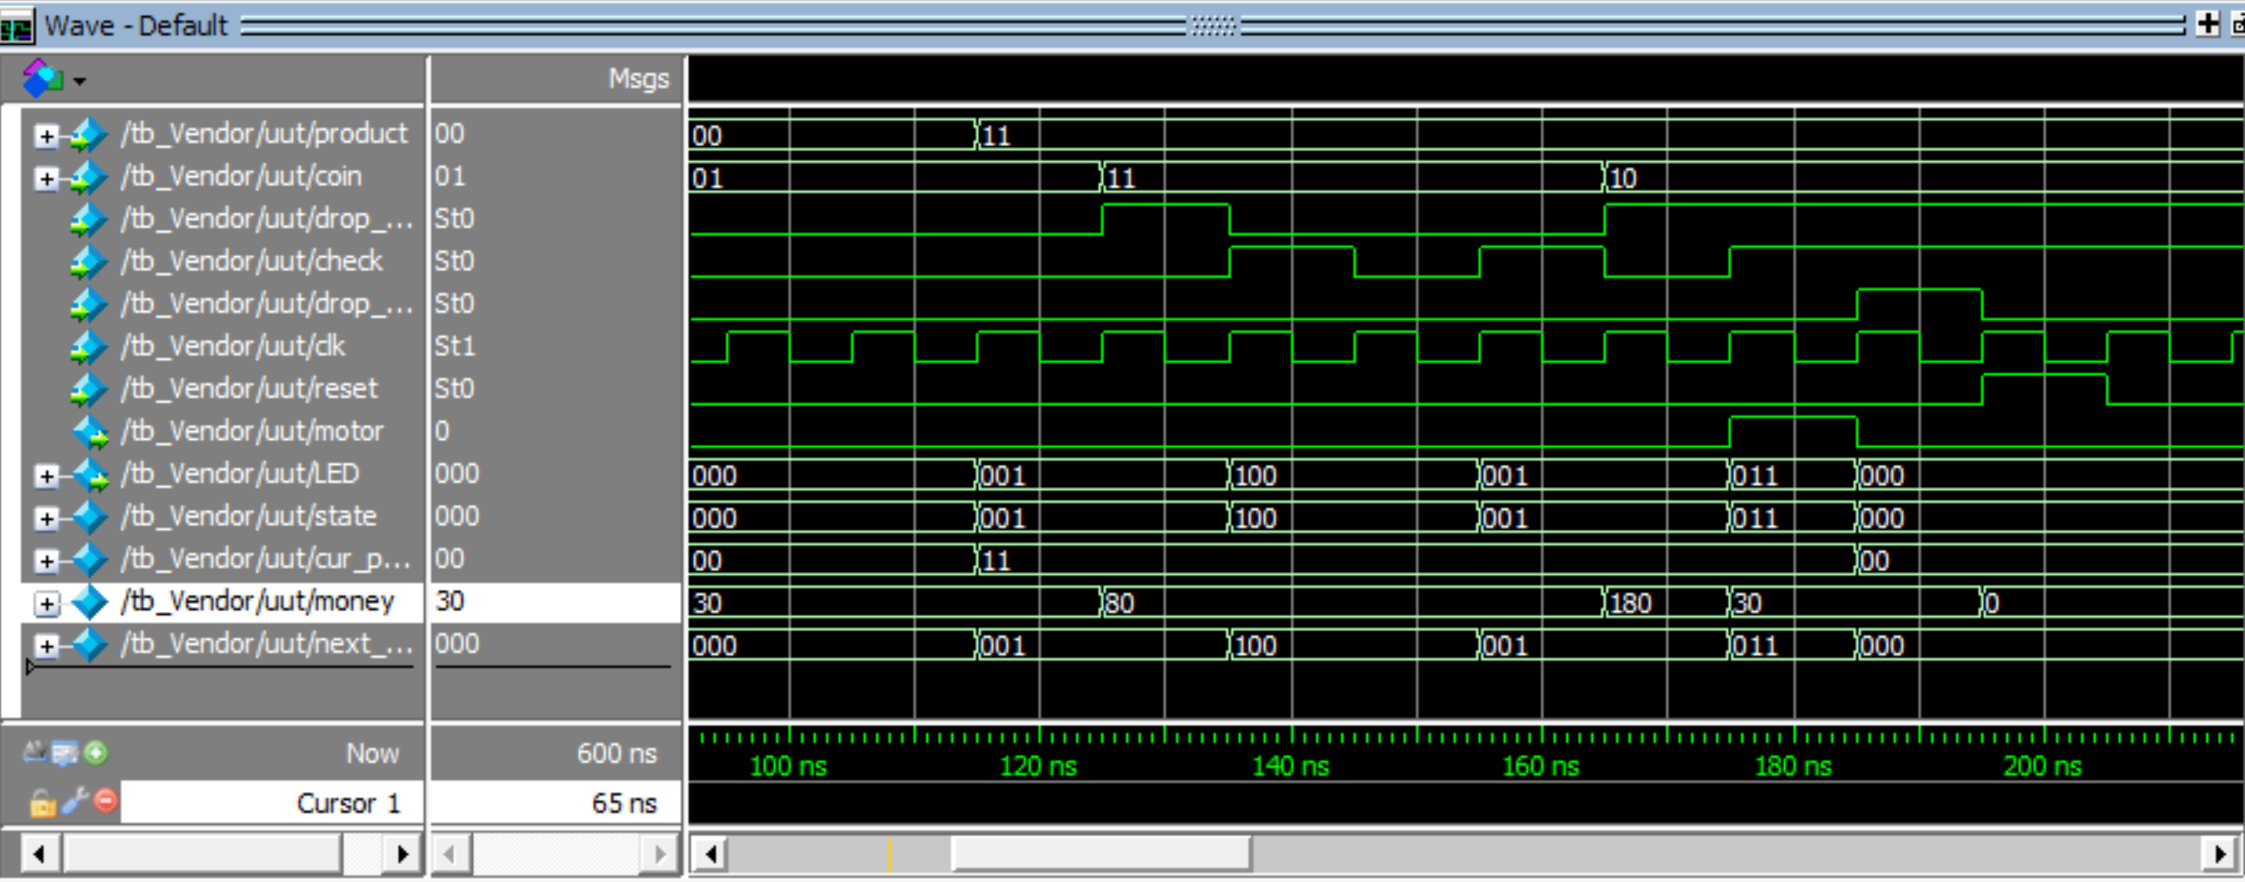 Wave - Default
Msgs
/tb_Vendor/uut/product 00 00 11
/tb_Vendor/uut/coin 01 01 11 10
/tb_Vendor/uut/drop_... St0
/tb_Vendor/uut/check St0
/tb_Vendor/uut/drop_... St0
/tb_Vendor/uut/clk St1
/tb_Vendor/uut/reset St0
/tb_Vendor/uut/motor 0
/tb_Vendor/uut/LED 000 000 001 100 001 011 000
/tb_Vendor/uut/state 000 000 001 100 001 011 000
/tb_Vendor/uut/cur_p... 00 00 11 00
/tb_Vendor/uut/money 30 30 80 180 30 0
/tb_Vendor/uut/next_... 000 000 001 100 001 011 000
Now 600 ns 100 ns 120 ns 140 ns 160 ns 180 ns 200 ns
Cursor 1 65 ns